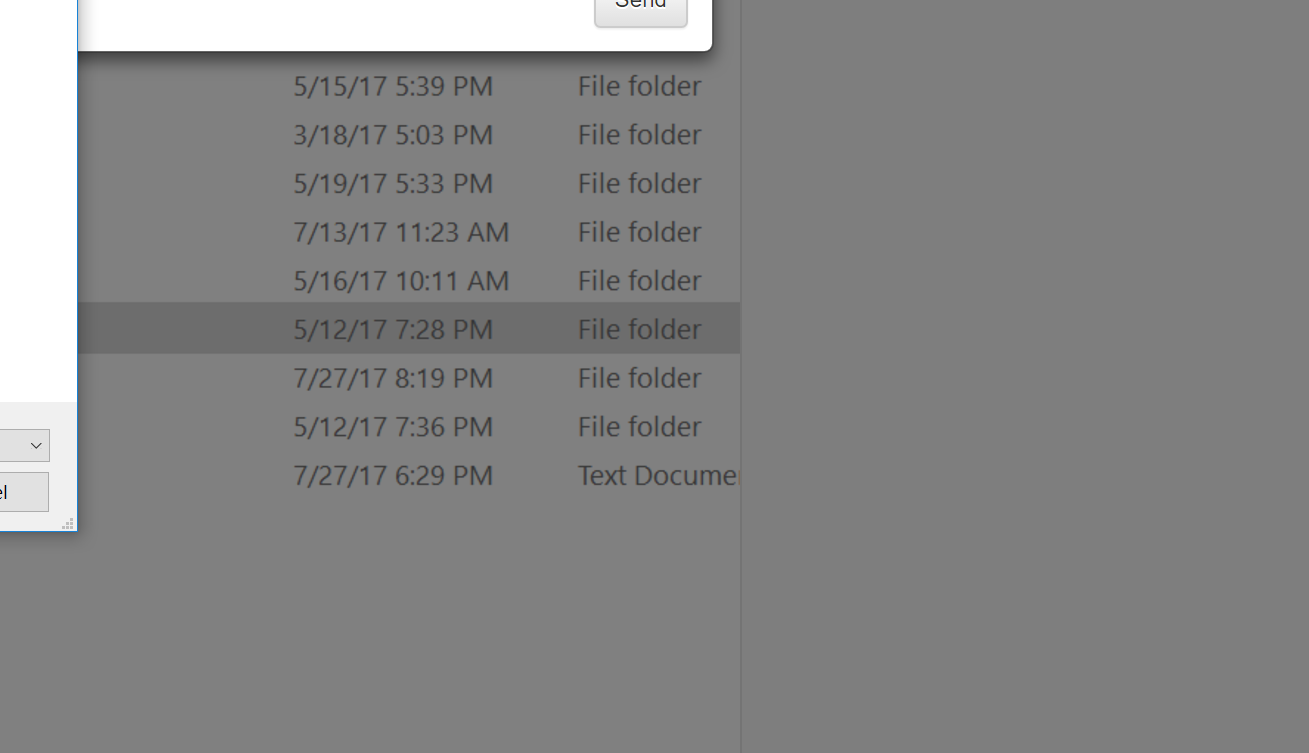 Send
5/15/17 5:39 PM File folder
3/18/17 5:03 PM File folder
5/19/17 5:33 PM File folder
7/13/17 11:23 AM File folder
5/16/17 10:11 AM File folder
5/12/17 7:28 PM File folder
7/27/17 8:19 PM File folder
5/12/17 7:36 PM File folder
7/27/17 6:29 PM Text Docume
el